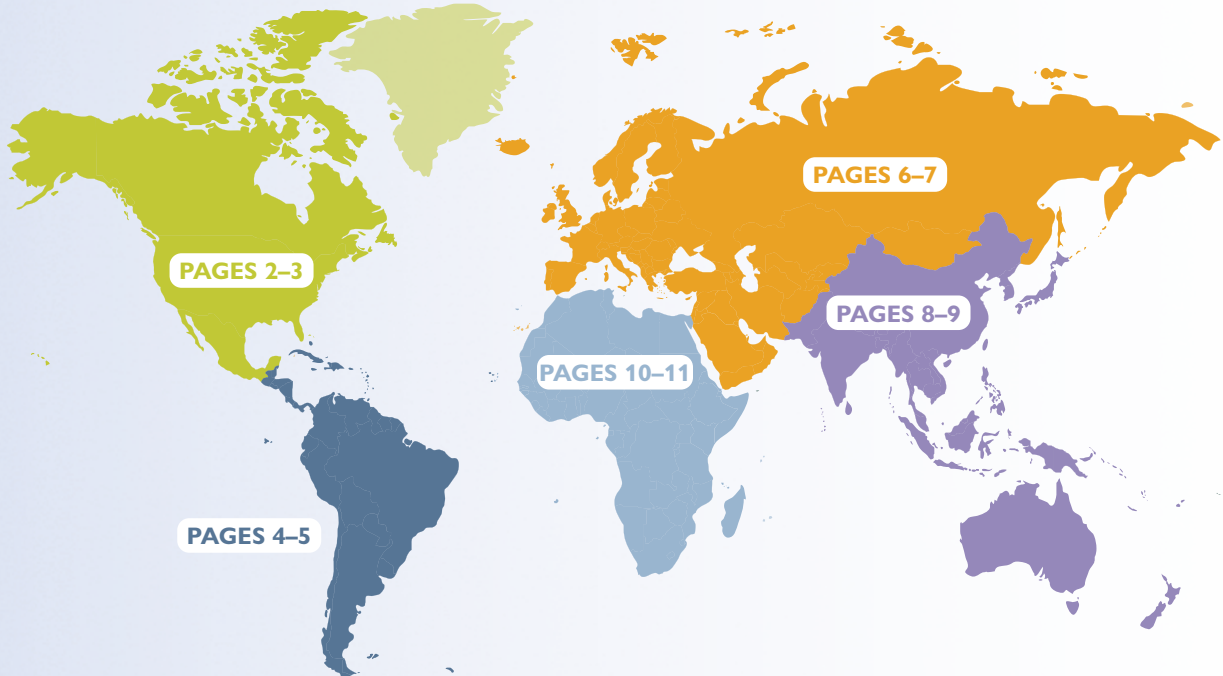 PAGES 6–7
PAGES 2–3
PAGES 8–9
PAGES 10–11
PAGES 4–5